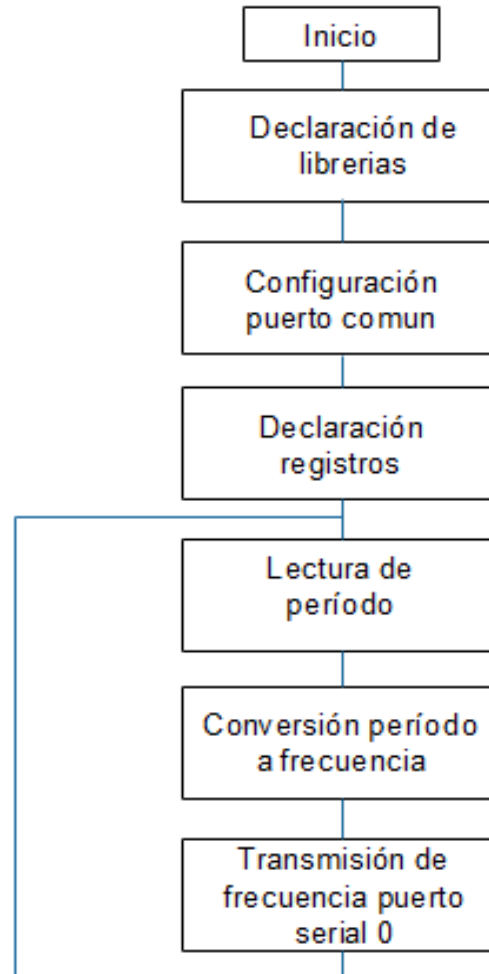 Inicio
Declaración de
librerias
Configuración
puerto comun
Declaración
registros
Lectura de
período
Conversión período
a frecuencia
Transmisión de
frecuencia puerto
serial 0